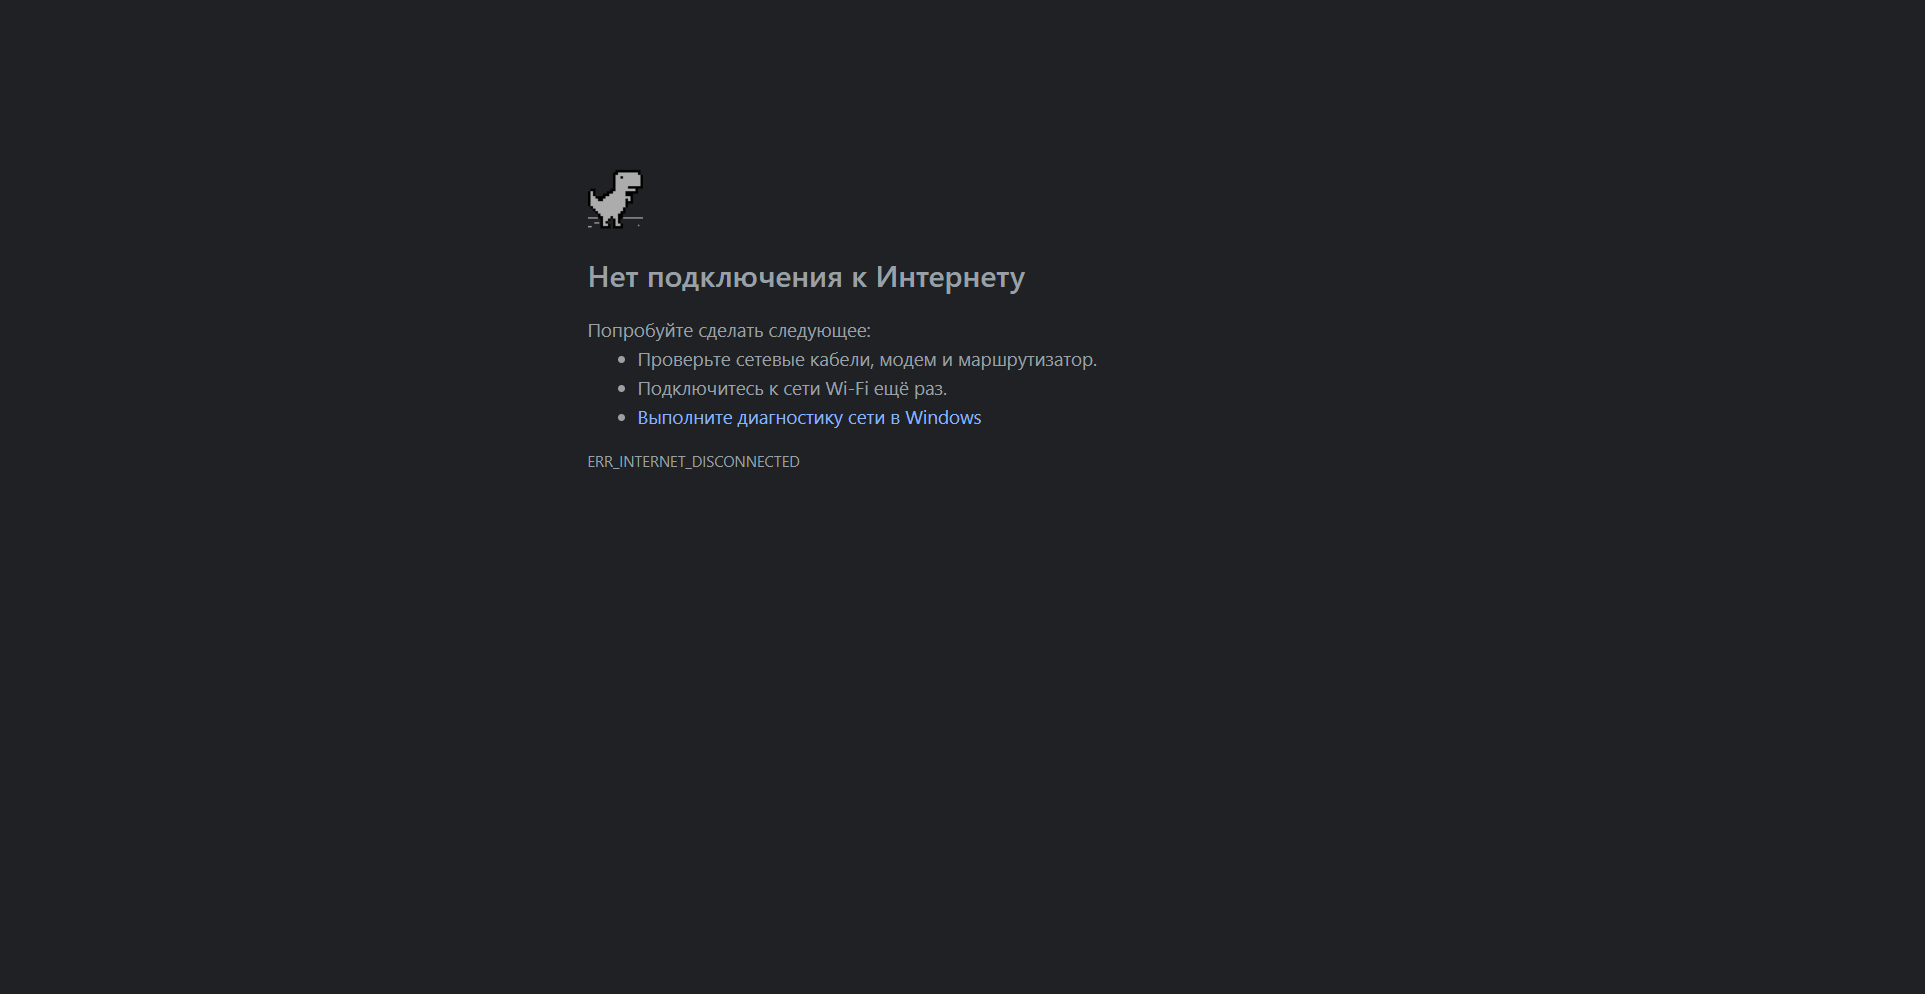 Нет подключения к Интернету
Попробуйте сделать следующее:
Проверьте сетевые кабели, модем и маршрутизатор.
Подключитесь к сети Wi-Fi ещё раз.
Выполните диагностику сети в Windows
ERR_INTERNET_DISCONNECTED